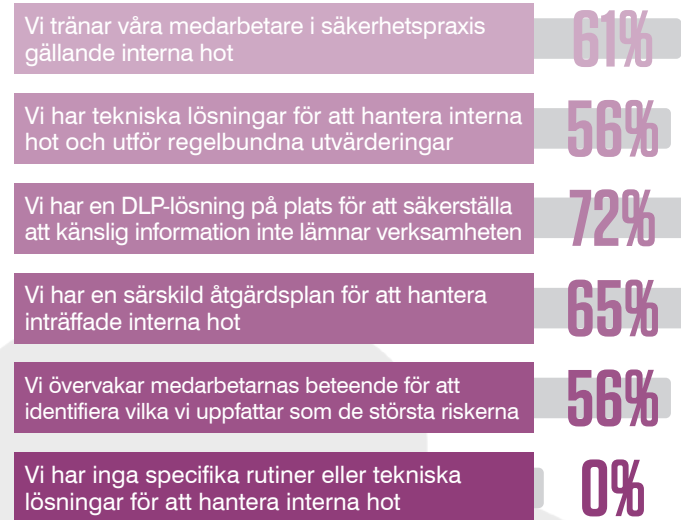 Vi tränar våra medarbetare i säkerhetspraxis
gällande interna hot
61%
Vi har tekniska lösningar för att hantera interna
hot och utför regelbundna utvärderingar
56%
Vi har en DLP-lösning på plats för att säkerställa
att känslig information inte lämnar verksamheten
72%
Vi har en särskild åtgärdsplan för att hantera
inträffade interna hot
65%
Vi övervakar medarbetarnas beteende för att
identifiera vilka vi uppfattar som de största riskerna
56%
Vi har inga specifika rutiner eller tekniska
lösningar för att hantera interna hot
0%